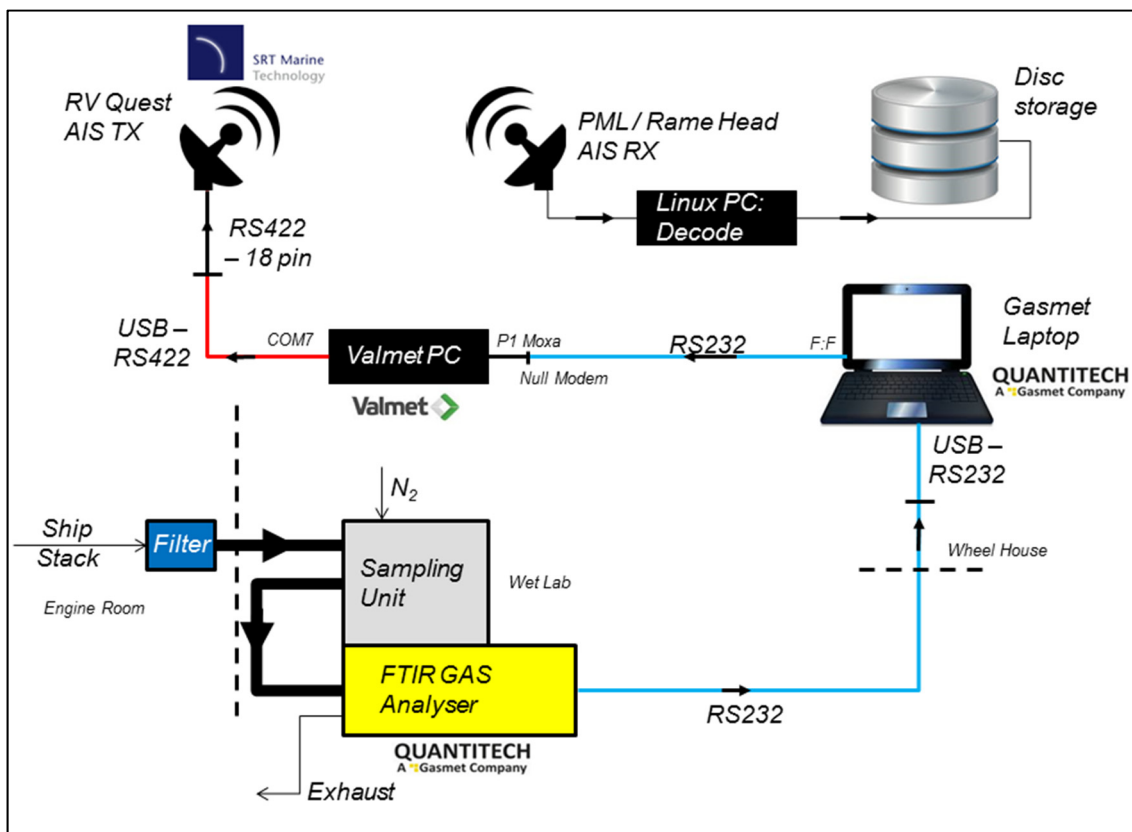 SRT Marine
Technology
RV Quest
AIS TX
PML / Rame Head
AIS RX
Disc
storage
Linux PC:
Decode
RS422
– 18 pin
USB –
RS422
COM7
Valmet PC
P1 Moxa
Null Modem
RS232
F:F
Gasmet
Laptop
QUANTITECH
A Gasmet Company
Valmet
USB –
RS232
N2
Ship
Stack
Filter
Sampling
Unit
Wet Lab
Wheel House
Engine Room
FTIR GAS
Analyser
RS232
QUANTITECH
A Gasmet Company
Exhaust